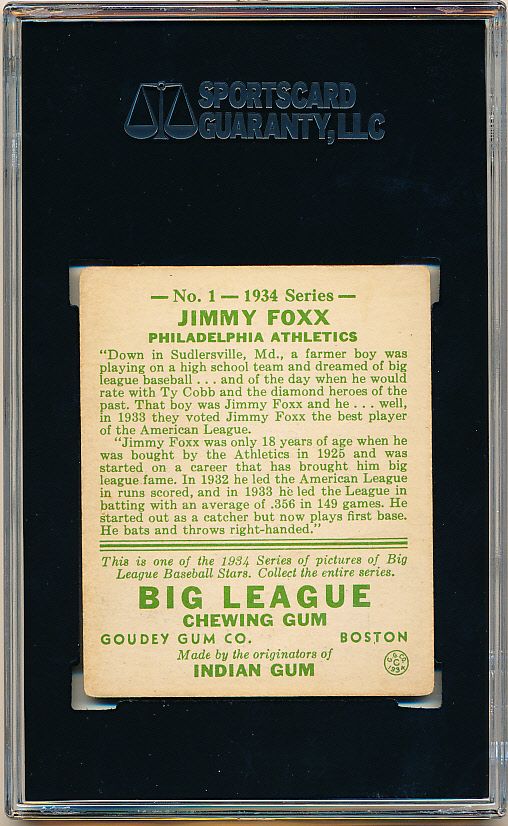 SPORTSCARD
GUARANTY, LLC
— No. 1 — 1934 Series —
JIMMY FOXX
PHILADELPHIA ATHLETICS
"Down in Sudlersville, Md., a farmer boy was
playing on a high school team and dreamed of big
league baseball . . . and of the day when he would
rate with Ty Cobb and the diamond heroes of the
past. That boy was Jimmy Foxx and he . . . well,
in 1933 they voted Jimmy Foxx the best player
of the American League.
"Jimmy Foxx was only 18 years of age when he
was bought by the Athletics in 1925 and was
started on a career that has brought him big
league fame. In 1932 he led the American League
in runs scored, and in 1933 he led the League in
batting with an average of .356 in 149 games. He
started out as a catcher but now plays first base.
He bats and throws right-handed."
This is one of the 1934 Series of pictures of Big
League Baseball Stars. Collect the entire series.
BIG LEAGUE
CHEWING GUM
GOUDEY GUM CO. BOSTON
Made by the originators of
INDIAN GUM
G.G.Co.
C
1934